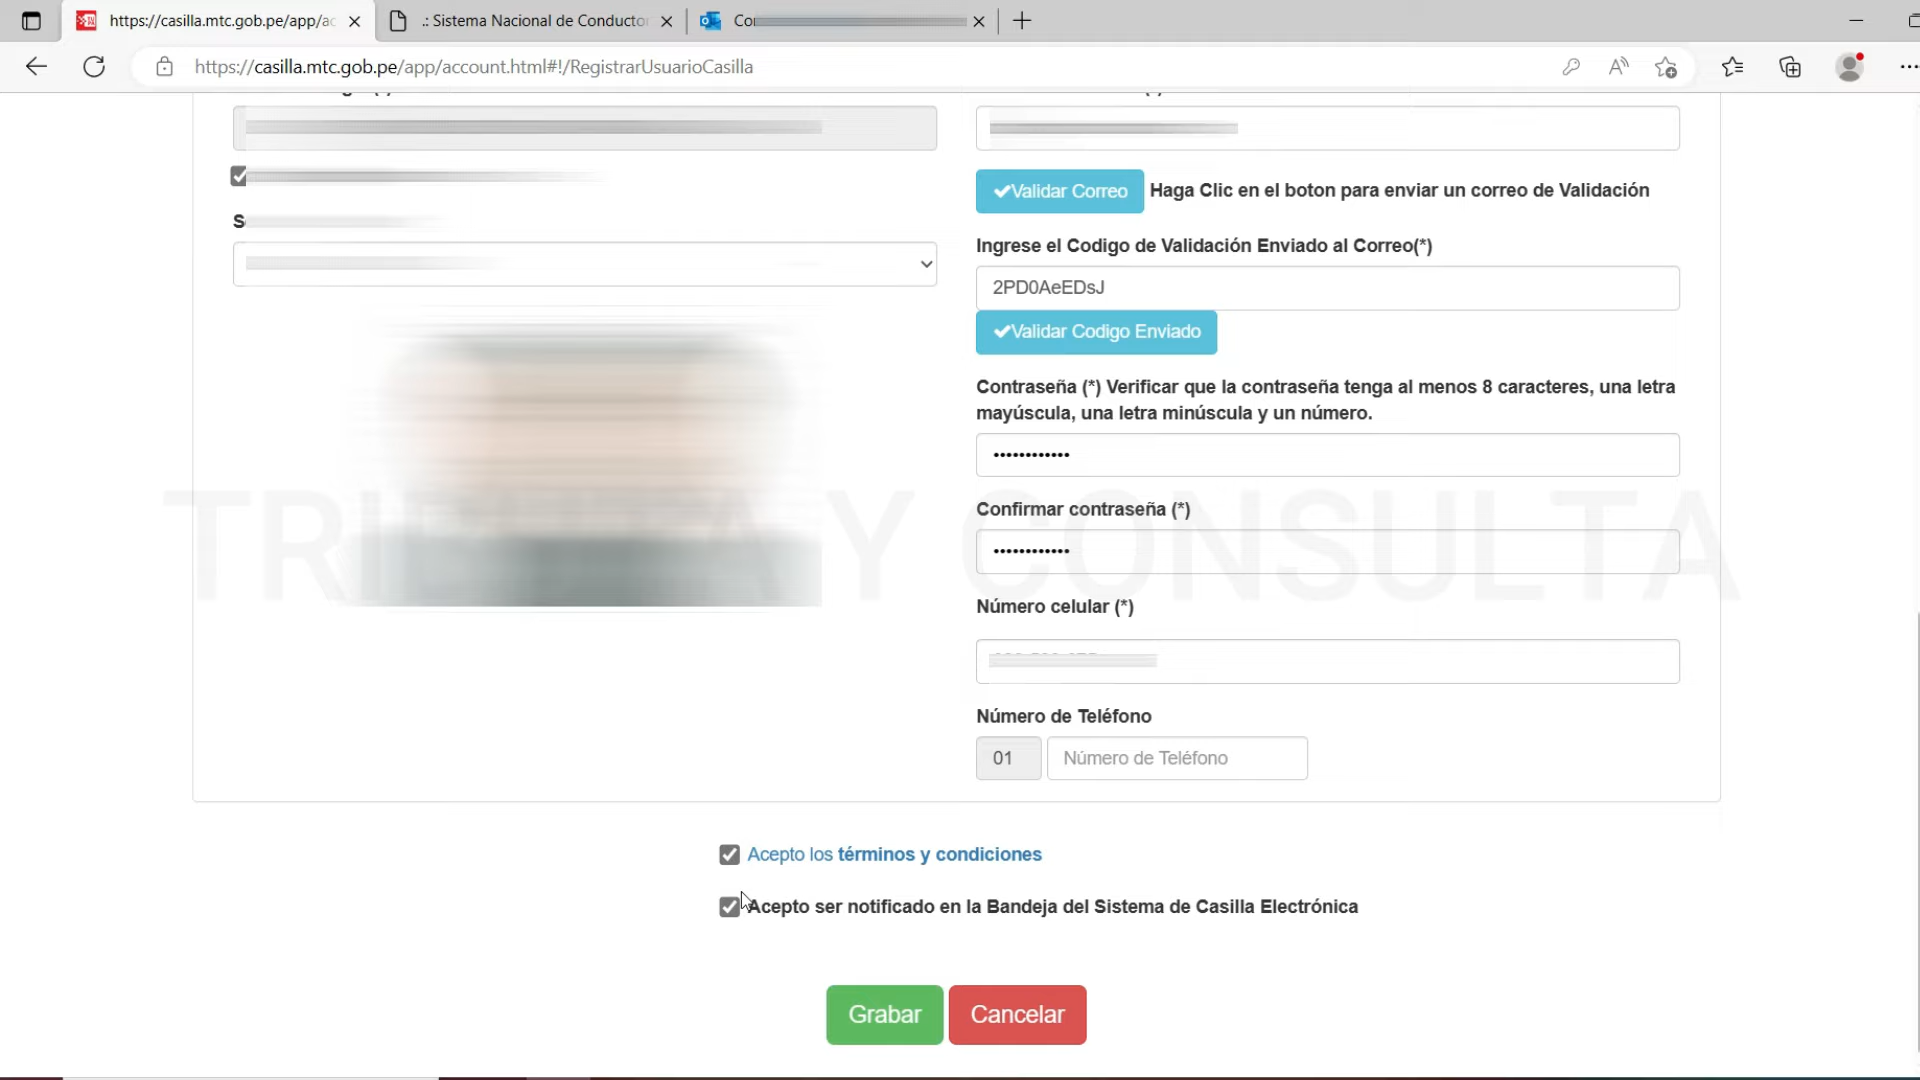 https://casilla.mtc.gob.pe/app/ac
.: Sistema Nacional de Conducto
https://casilla.mtc.gob.pe/app/account.html#!/RegistrarUsuarioCasilla
Validar Correo Haga Clic en el boton para enviar un correo de Validación
Ingrese el Codigo de Validación Enviado al Correo(*)
2PD0AeEDsJ
Validar Codigo Enviado
Contraseña (*) Verificar que la contraseña tenga al menos 8 caracteres, una letra
mayúscula, una letra minúscula y un número.
••••••••••••
Confirmar contraseña (*)
••••••••••••
TRIBUTA Y CONSULTA
Número celular (*)
Número de Teléfono
01 Número de Teléfono
Acepto los términos y condiciones
Acepto ser notificado en la Bandeja del Sistema de Casilla Electrónica
Grabar Cancelar